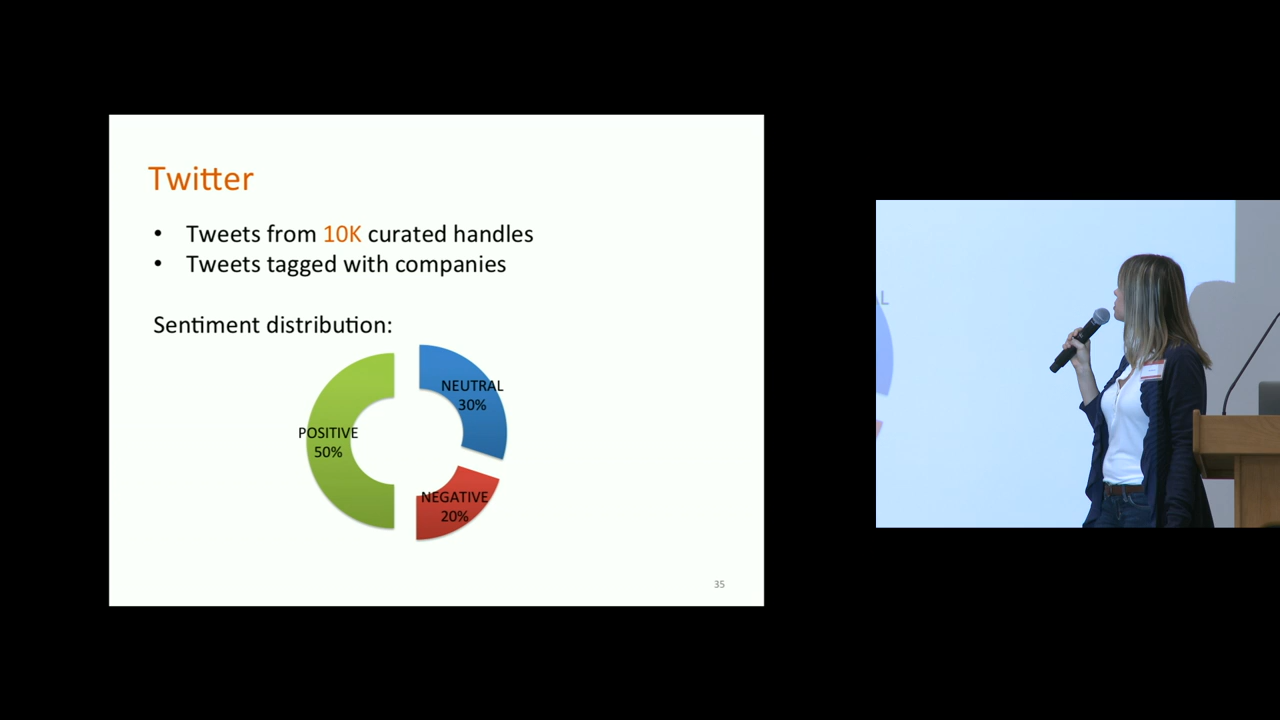 Twitter
• Tweets from 10K curated handles
• Tweets tagged with companies
Sentiment distribution:
NEUTRAL
30%
POSITIVE
50%
NEGATIVE
20%
35
L